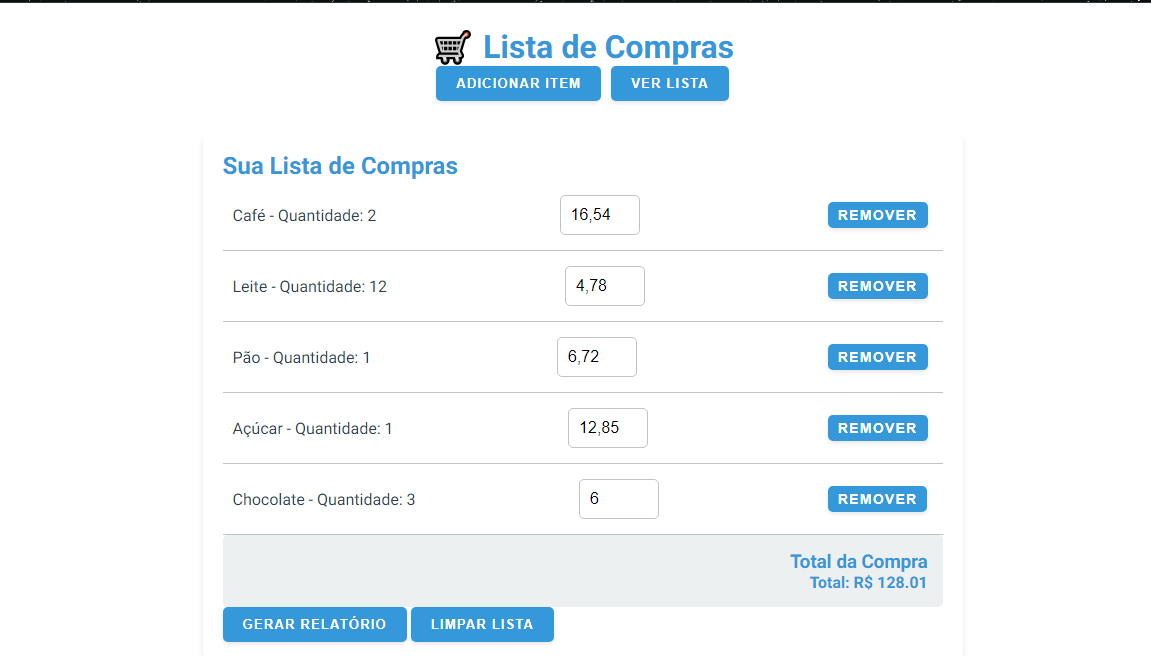 Lista de Compras
ADICIONAR ITEM VER LISTA
Sua Lista de Compras
Café - Quantidade: 2 16,54 REMOVER
Leite - Quantidade: 12 4,78 REMOVER
Pão - Quantidade: 1 6,72 REMOVER
Açúcar - Quantidade: 1 12,85 REMOVER
Chocolate - Quantidade: 3 6 REMOVER
Total da Compra
Total: R$ 128.01
GERAR RELATÓRIO LIMPAR LISTA